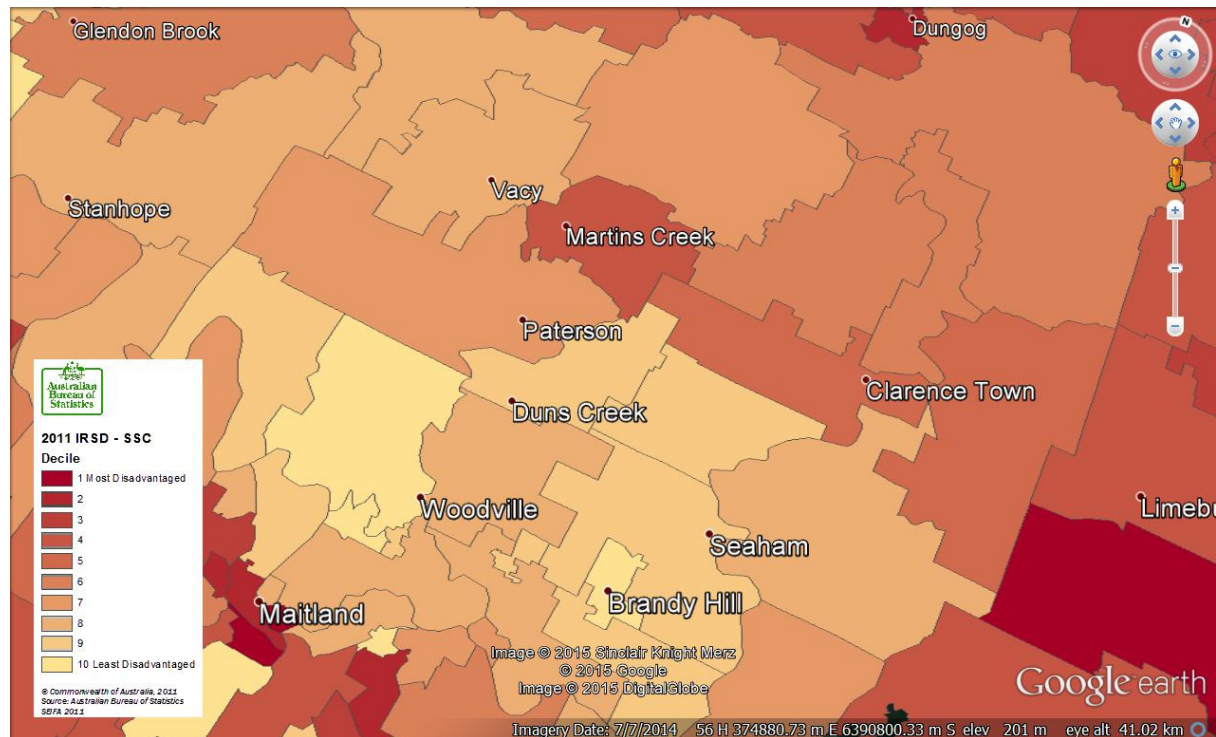 Glendon Brook
Dungog
N
Vacy
Stanhope
Martins Creek
Paterson
Clarence Town
Duns Creek
Woodville
Limebu
Seaham
Brandy Hill
Maitland
Australian
Bureau of
Statistics
2011 IRSD - SSC
Decile
1 Most Disadvantaged
2
3
4
5
6
7
8
9
10 Least Disadvantaged
© Commonwealth of Australia, 2011
Source: Australian Bureau of Statistics
SEIFA 2011
Image © 2015 Sinclair Knight Merz
© 2015 Google
Image © 2015 DigitalGlobe
Google earth
Imagery Date: 7/7/2014 56 H 374880.73 m E 6390800.33 m S elev 201 m eye alt 41.02 km